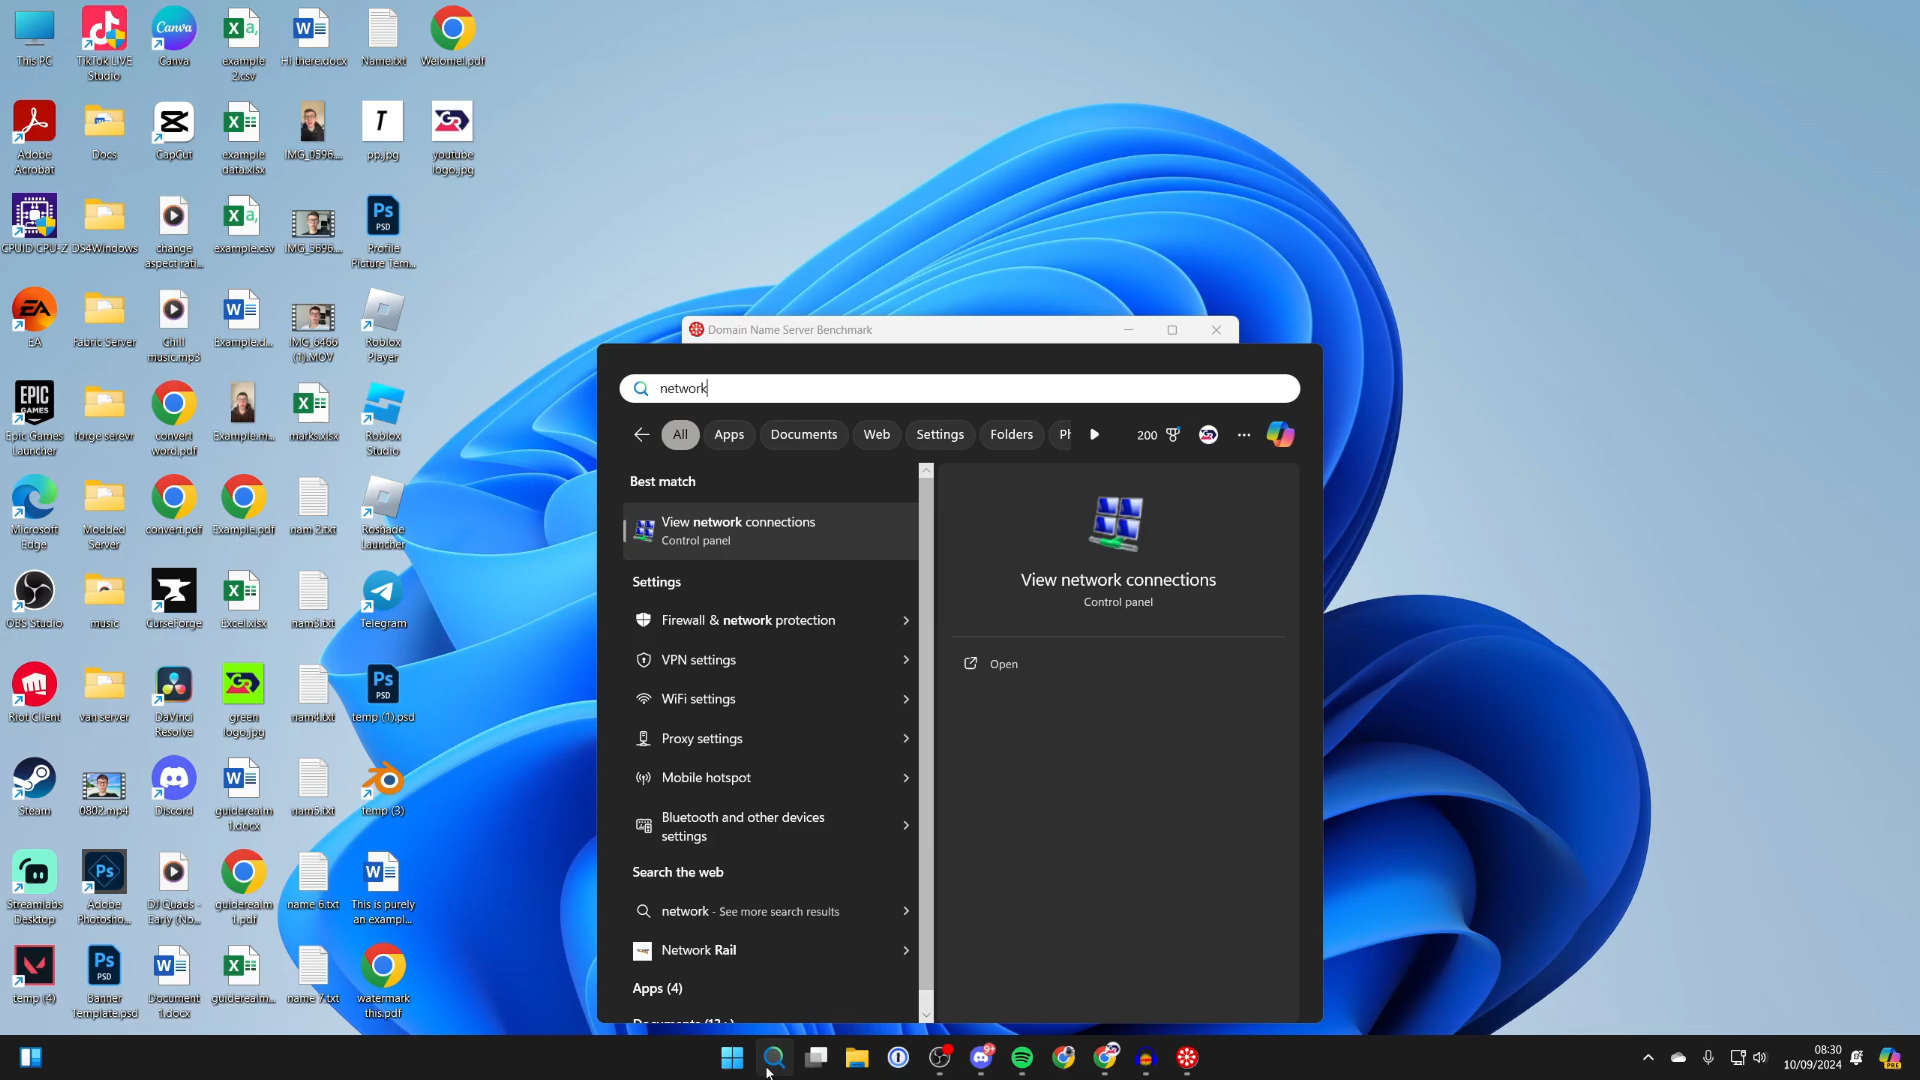 This PC
TikTok LIVE
Studio
Canva
example
2.csv
Hi there.docx
Name.txt
Welome!.pdf
Adobe
Acrobat
Docs
CapCut
example
data.xlsx
IMG_0596....
pp.jpg
youtube
logo.jpg
CPUID CPU-Z
DS4Windows
change
aspect rati...
example.csv
IMG_3696....
Profile
Picture Tem...
EA
Fabric Server
Chill
music.mp3
Example.d...
IMG_6466
(1).MOV
Roblox
Player
Epic Games
Launcher
forge serevr
convert
word.pdf
Example.m...
marks.xlsx
Roblox
Studio
Microsoft
Edge
Modded
Server
convert.pdf
Example.pdf
nam 2.txt
Roshade
Launcher
OBS Studio
music
CurseForge
Excel.xlsx
nam3.txt
Telegram
Riot Client
van server
DaVinci
Resolve
green
logo.jpg
nam4.txt
temp (1).psd
Steam
0802.mp4
Discord
guiderealm
1.docx
nam5.txt
temp (3)
Streamlabs
Desktop
Adobe
Photosho...
DJ Quads -
Early (No...
guiderealm
1.pdf
name 6.txt
This is purely
an exampl...
temp (4)
Banner
Template.psd
Document
1.docx
guiderealm...
name 7.txt
watermark
this.pdf
Domain Name Server Benchmark
network
All
Apps
Documents
Web
Settings
Folders
Ph
200
Best match
View network connections
Control panel
Settings
Firewall & network protection
VPN settings
WiFi settings
Proxy settings
Mobile hotspot
Bluetooth and other devices
settings
Search the web
network - See more search results
Network Rail
Apps (4)
View network connections
Control panel
Open
08:30
10/09/2024